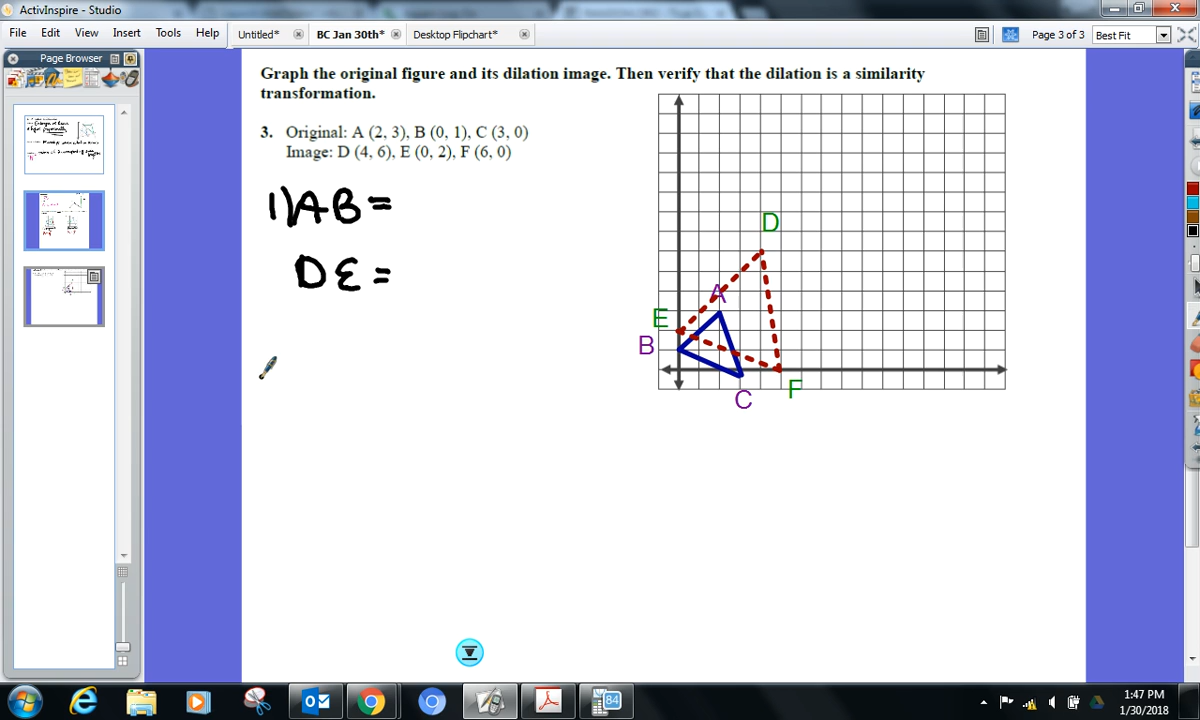 ActivInspire - Studio
File Edit View Insert Tools Help
Untitled* BC Jan 30th* Desktop Flipchart*
Page 3 of 3 Best Fit
Page Browser
Graph the original figure and its dilation image. Then verify that the dilation is a similarity
transformation.
3. Original: A (2, 3), B (0, 1), C (3, 0)
Image: D (4, 6), E (0, 2), F (6, 0)
1) AB =
DE =
D
A
E
B
C
F
84
1:47 PM
1/30/2018